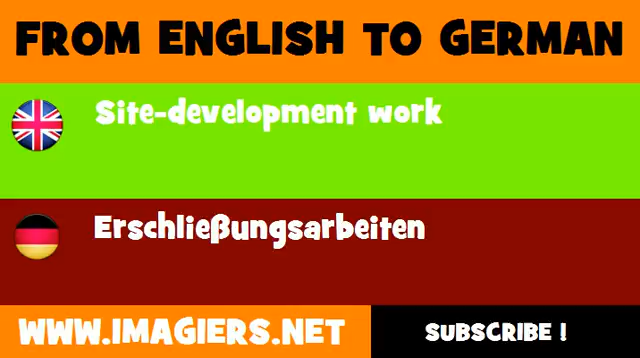 FROM ENGLISH TO GERMAN
Site-development work
Erschließungsarbeiten
WWW.IMAGIERS.NET
SUBSCRIBE !